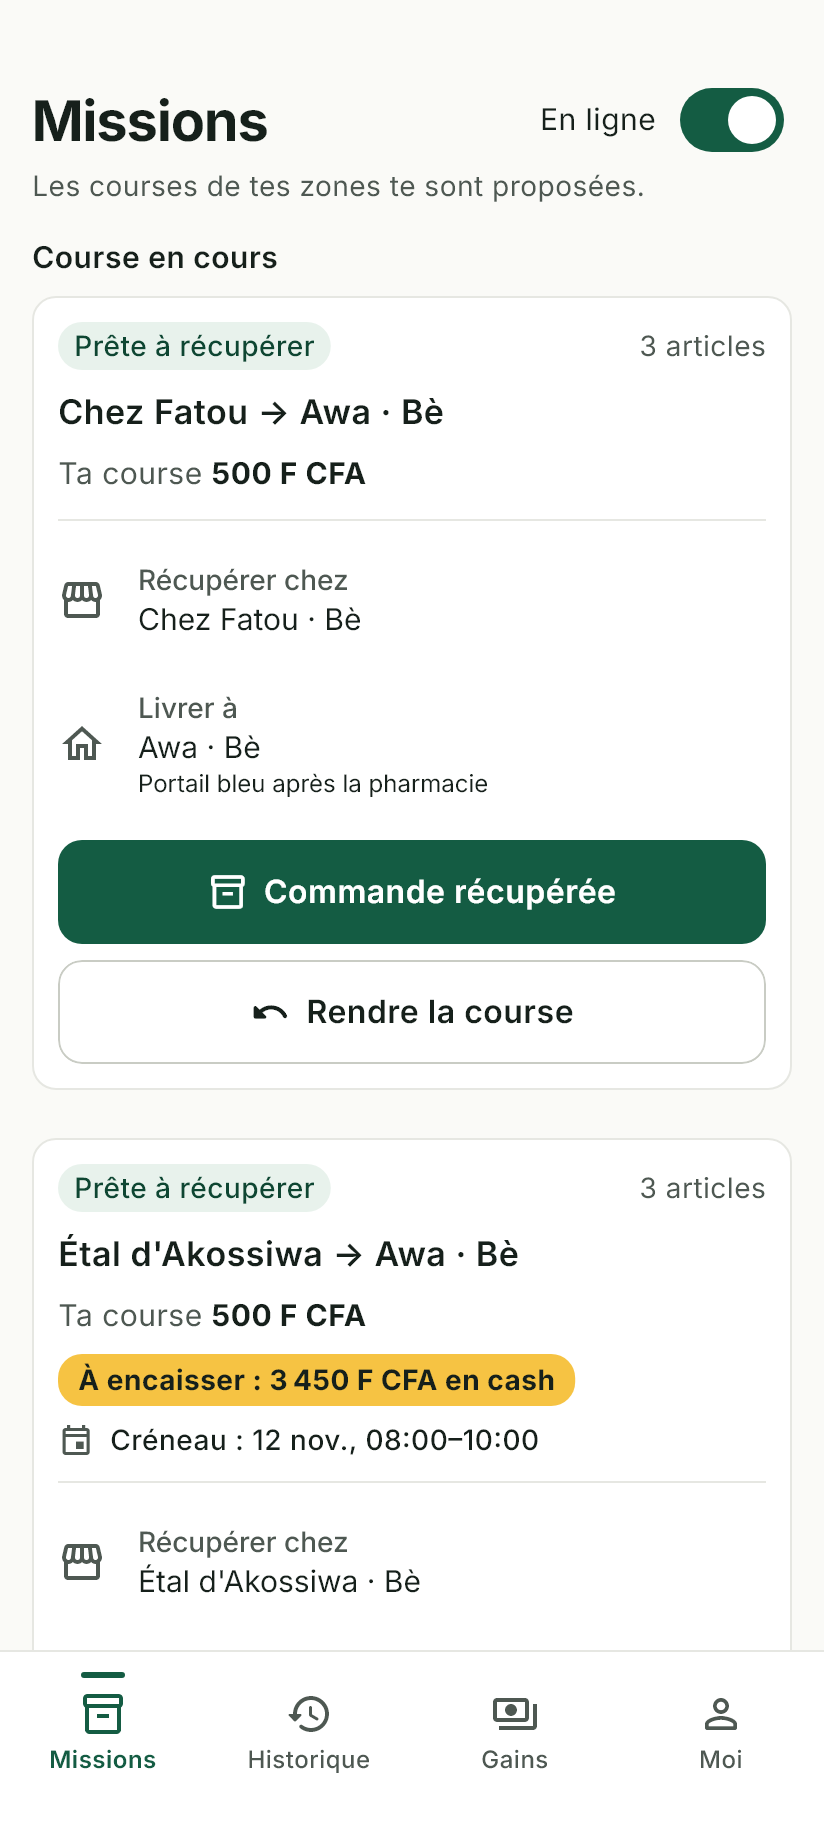 Missions
En ligne
Les courses de tes zones te sont proposées.
Course en cours
Prête à récupérer
3 articles
Chez Fatou → Awa · Bè
Ta course 500 F CFA
Récupérer chez
Chez Fatou · Bè
Livrer à
Awa · Bè
Portail bleu après la pharmacie
Commande récupérée
Rendre la course
Prête à récupérer
3 articles
Étal d'Akossiwa → Awa · Bè
Ta course 500 F CFA
À encaisser : 3 450 F CFA en cash
Créneau : 12 nov., 08:00–10:00
Récupérer chez
Étal d'Akossiwa · Bè
Missions
Historique
Gains
Moi